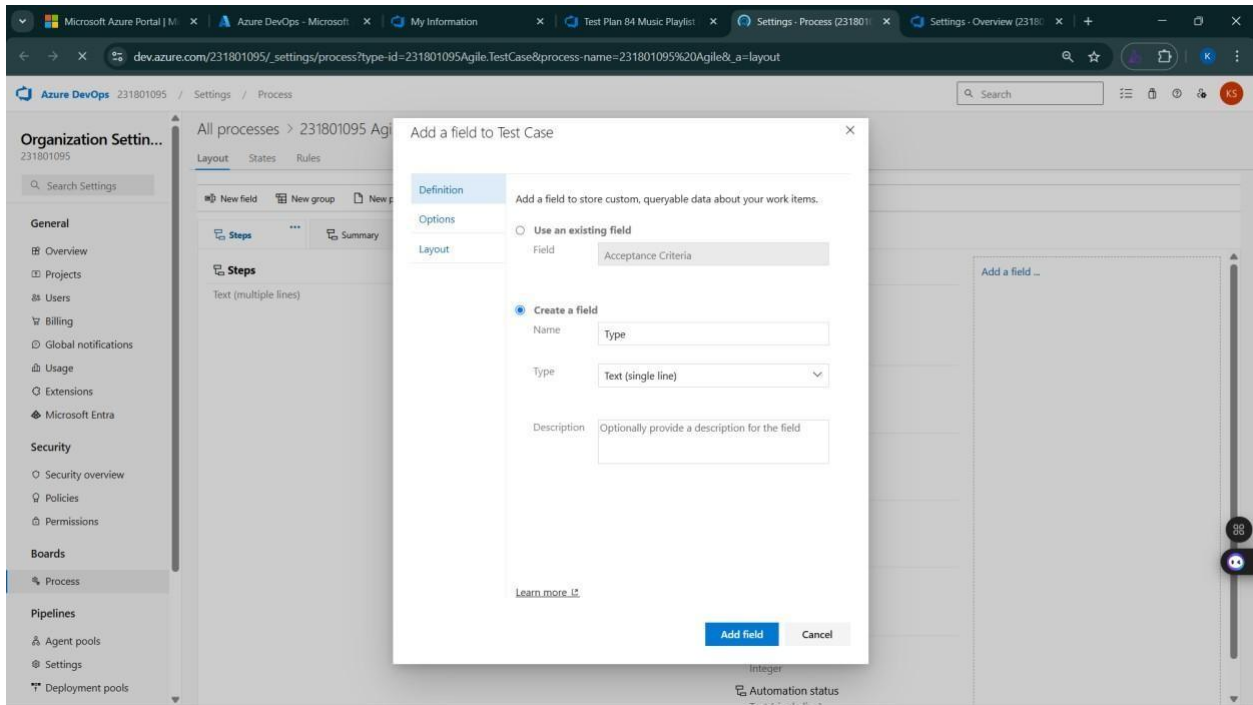 Microsoft Azure Portal | Mi
Azure DevOps - Microsoft
My Information
Test Plan 84 Music Playlist
Settings - Process (2318010
Settings - Overview (23180
dev.azure.com/231801095/_settings/process?type-id=231801095Agile.TestCase&process-name=231801095%20Agile&_a=layout
K
Azure DevOps 231801095 / Settings / Process
Search
KS
Organization Settin...
231801095
Search Settings
General
Overview
Projects
Users
Billing
Global notifications
Usage
Extensions
Microsoft Entra
Security
Security overview
Policies
Permissions
Boards
Process
Pipelines
Agent pools
Settings
Deployment pools
All processes > 231801095 Agi
Layout States Rules
New field New group New p
Steps ... Summary
Steps
Text (multiple lines)
Add a field to Test Case
Definition
Options
Layout
Add a field to store custom, queryable data about your work items.
Use an existing field
Field Acceptance Criteria
Create a field
Name Type
Type Text (single line)
Description Optionally provide a description for the field
Learn more
Add field Cancel
Add a field ...
Integer
Automation status